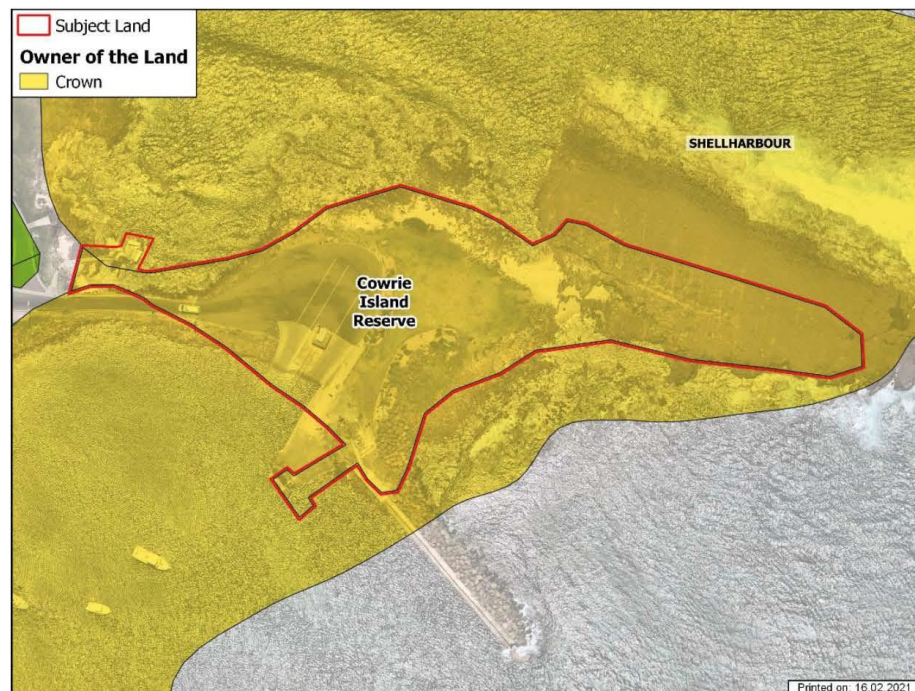 Subject Land
Owner of the Land
Crown
SHELLHARBOUR
Cowrie
Island
Reserve
Printed on: 16.02.2021